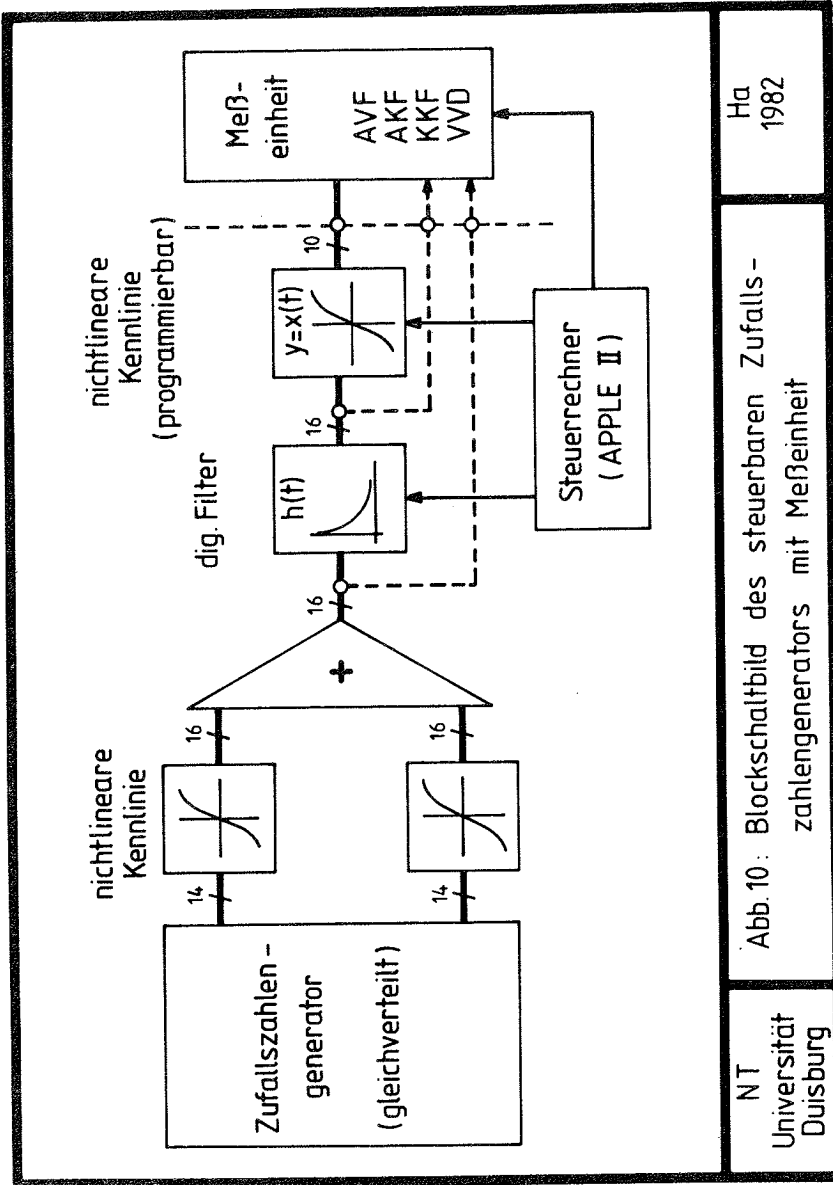 Zufallszahlen-
generator
(gleichverteilt)
nichtlineare
Kennlinie
14
16
14
16
+
16
dig. Filter
h(t)
16
nichtlineare
Kennlinie
(programmierbar)
y=x(t)
10
Meß-
einheit
AVF
AKF
KKF
VVD
Steuerrechner
(APPLE II)
NT
Universität
Duisburg
Abb. 10: Blockschaltbild des steuerbaren Zufalls-
zahlengenerators mit Meßeinheit
Ha
1982